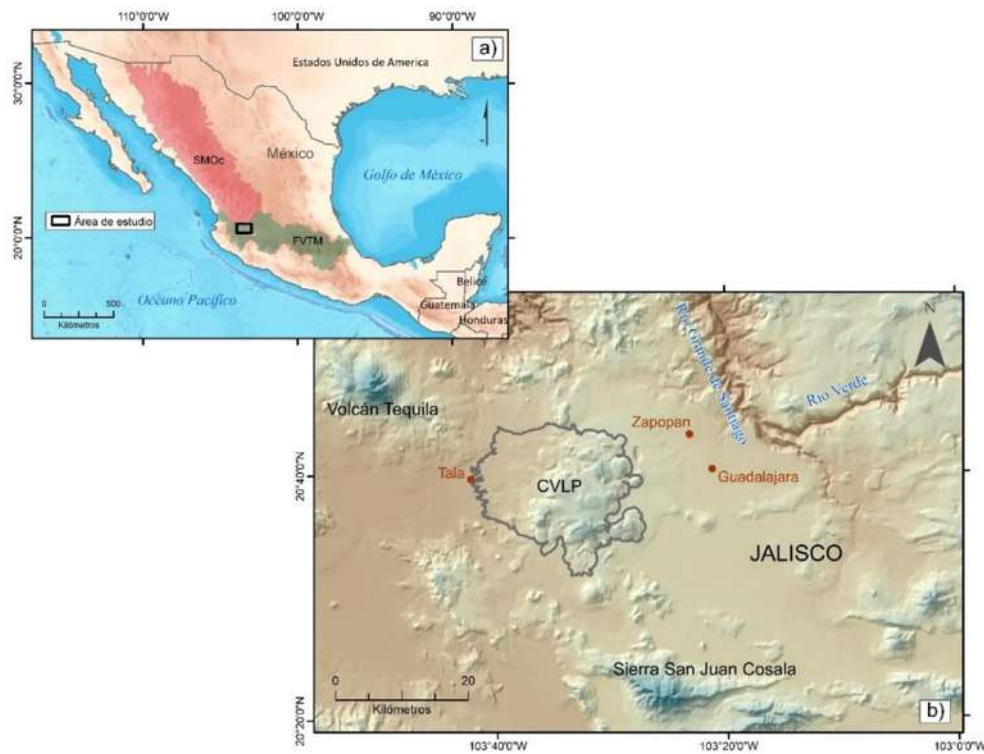 110°0'0"W
100°0'0"W
90°0'0"W
a)
30°0'0"N
20°0'0"N
Estados Unidos de America
México
SMOc
Golfo de México
Área de estudio
FVTM
Belice
Guatemala
Honduras
Océano Pacífico
0
500
Kilómetros
N
Río Grande de Santiago
Río Verde
Volcán Tequila
Zapopan
Tala
Guadalajara
CVLP
20°40'0"N
JALISCO
Sierra San Juan Cosala
0
20
Kilómetros
20°20'0"N
b)
103°40'0"W
103°20'0"W
103°0'0"W